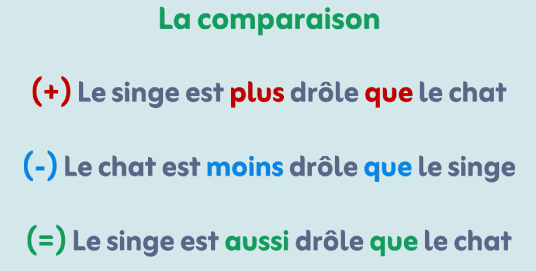 La comparaison
(+) Le singe est plus drôle que le chat
(-) Le chat est moins drôle que le singe
(=) Le singe est aussi drôle que le chat